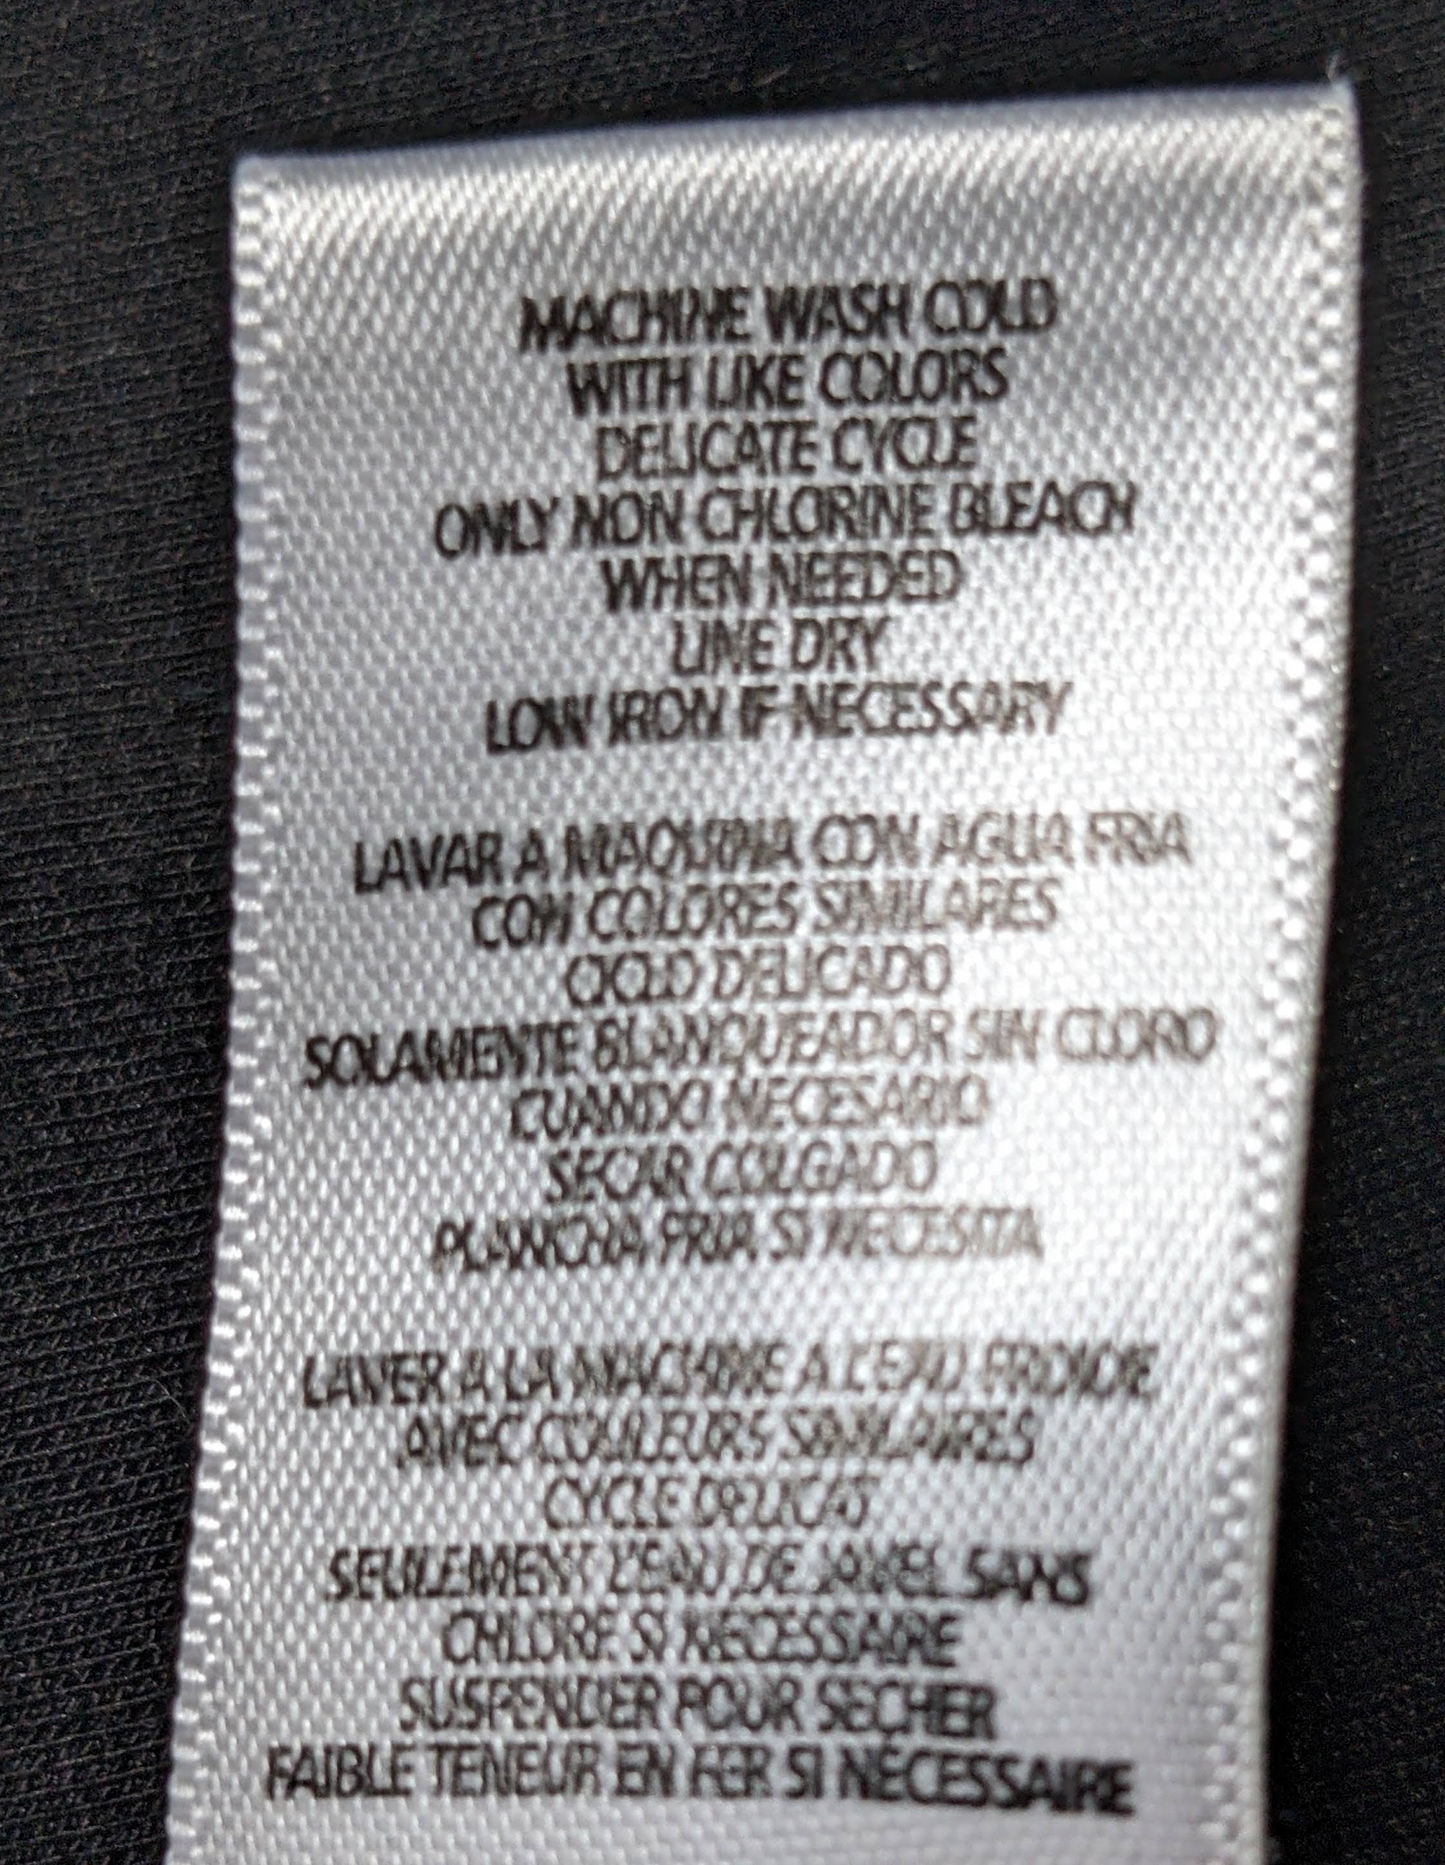 MACHINE WASH COLD
WITH LIKE COLORS
DELICATE CYCLE
ONLY NON CHLORINE BLEACH
WHEN NEEDED
LINE DRY
LOW IRON IF NECESSARY
LAVAR A MAQUINA CON AGUA FRIA
CON COLORES SIMILARES
CICLO DELICADO
SOLAMENTE BLANQUEADOR SIN CLORO
CUANDO NECESARIO
SECAR COLGADO
PLANCHA FRIA SI NECESITA
LAVER A LA MACHINE A L'EAU FROIDE
AVEC COULEURS SIMILAIRES
CYCLE DELICAT
SEULEMENT L'EAU DE JAVEL SANS
CHLORE SI NECESSAIRE
SUSPENDER POUR SECHER
FAIBLE TENEUR EN FER SI NECESSAIRE